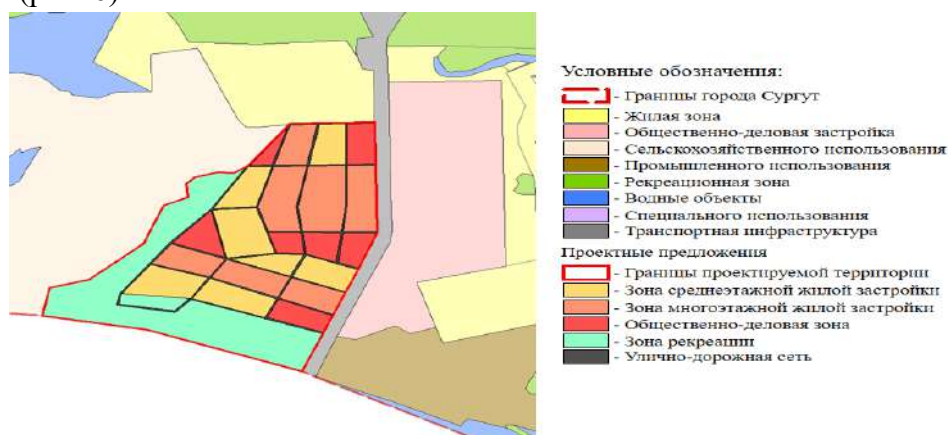 Условные обозначения:
- Границы города Сургут
- Жилая зона
- Общественно-деловая застройка
- Сельскохозяйственного использования
- Промышленного использования
- Рекреационная зона
- Водные объекты
- Специального использования
- Транспортная инфраструктура
Проектные предложения
- Границы проектируемой территории
- Зона среднеэтажной жилой застройки
- Зона многоэтажной жилой застройки
- Общественно-деловая зона
- Зона рекреации
- Улично-дорожная сеть